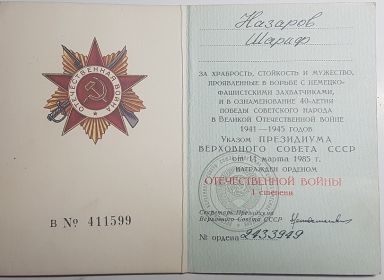 ОТЕЧЕСТВЕННАЯ ВОЙНА
В № 411599
Назаров
Шариф
ЗА ХРАБРОСТЬ, СТОЙКОСТЬ И МУЖЕСТВО,
ПРОЯВЛЕННЫЕ В БОРЬБЕ С НЕМЕЦКО-
ФАШИСТСКИМИ ЗАХВАТЧИКАМИ,
И В ОЗНАМЕНОВАНИЕ 40-ЛЕТИЯ
ПОБЕДЫ СОВЕТСКОГО НАРОДА
В ВЕЛИКОЙ ОТЕЧЕСТВЕННОЙ ВОЙНЕ
1941—1945 ГОДОВ
УКАЗОМ ПРЕЗИДИУМА
ВЕРХОВНОГО СОВЕТА СССР
от 11 марта 1985 г.
НАГРАЖДЕН ОРДЕНОМ
ОТЕЧЕСТВЕННОЙ ВОЙНЫ
I степени
Секретарь Президиума
Верховного Совета СССР
№ ордена 2433949